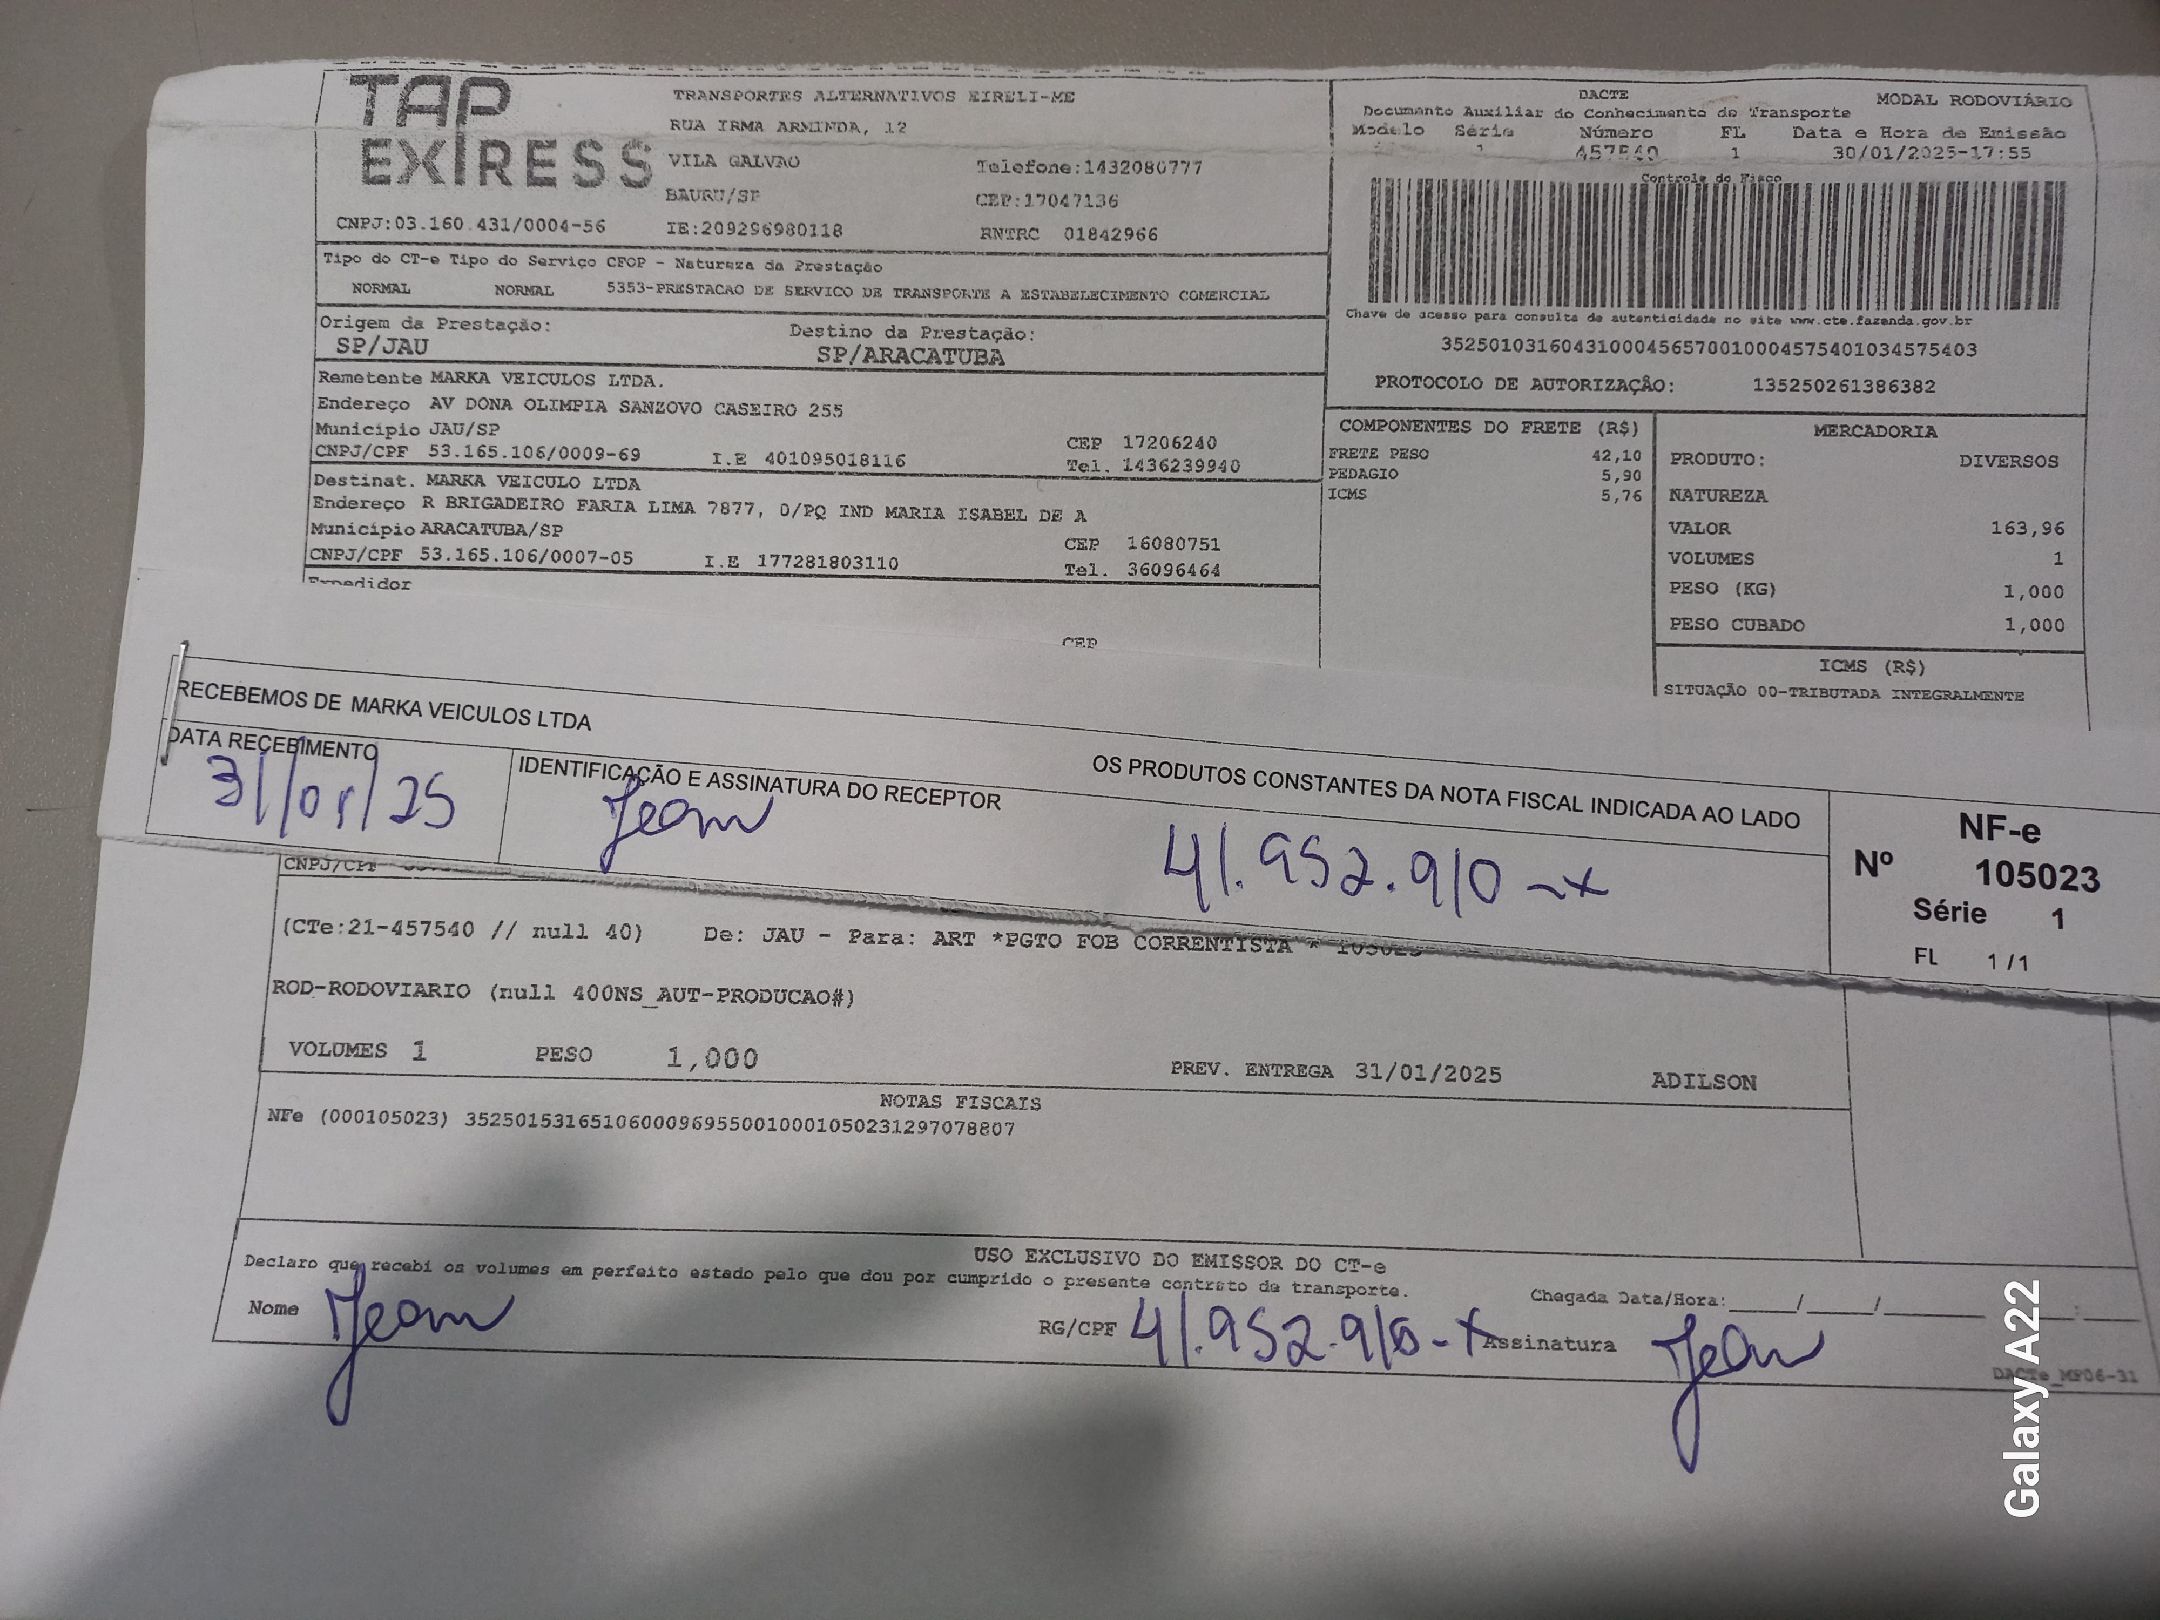 TAP
EXPRESS
TRANSPORTES ALTERNATIVOS EIRELI-ME
RUA IRMA ARMINDA, 12
VILA GALVAO Telefone:1432080777
BAURU/SP CEP:17047136
CNPJ:03.160.431/0004-56 IE:209296980118 RNTRC 01842966
DACTE MODAL RODOVIÁRIO
Documento Auxiliar do Conhecimento de Transporte
Modelo Série Número FL Data e Hora de Emissão
1 457540 1 30/01/2025-17:55
Controle do Fisco
Chave de acesso para consulta de autenticidade no site www.cte.fazenda.gov.br
35250103160431000456570010004575401034575403
PROTOCOLO DE AUTORIZAÇÃO: 135250261386382
Tipo do CT-e Tipo do Serviço CFOP - Natureza da Prestação
NORMAL NORMAL 5353-PRESTACAO DE SERVICO DE TRANSPORTE A ESTABELECIMENTO COMERCIAL
Origem da Prestação: Destino da Prestação:
SP/JAU SP/ARACATUBA
Remetente MARKA VEICULOS LTDA.
Endereço AV DONA OLIMPIA SANZOVO CASEIRO 255
Município JAU/SP CEP 17206240
CNPJ/CPF 53.165.106/0009-69 I.E 401095018116 Tel. 1436239940
Destinat. MARKA VEICULO LTDA
Endereço R BRIGADEIRO FARIA LIMA 7877, 0/PQ IND MARIA ISABEL DE A
Município ARACATUBA/SP CEP 16080751
CNPJ/CPF 53.165.106/0007-05 I.E 177281803110 Tel. 36096464
Expedidor
CEP
COMPONENTES DO FRETE (R$)
FRETE PESO 42,10
PEDAGIO 5,90
ICMS 5,76
MERCADORIA
PRODUTO: DIVERSOS
NATUREZA
VALOR 163,96
VOLUMES 1
PESO (KG) 1,000
PESO CUBADO 1,000
ICMS (R$)
SITUAÇÃO 00-TRIBUTADA INTEGRALMENTE
RECEBEMOS DE MARKA VEICULOS LTDA
OS PRODUTOS CONSTANTES DA NOTA FISCAL INDICADA AO LADO
DATA RECEBIMENTO IDENTIFICAÇÃO E ASSINATURA DO RECEPTOR
31/01/25 Jean 41.952.910-x
NF-e
Nº 105023
Série 1
FL 1 /1
CNPJ/CPF
(CTe:21-457540 // null 40) De: JAU - Para: ART *PGTO FOB CORRENTISTA * 105023
ROD-RODOVIARIO (null 400NS_AUT-PRODUCAO#)
VOLUMES 1 PESO 1,000 PREV. ENTREGA 31/01/2025 ADILSON
NOTAS FISCAIS
NFe (000105023) 35250153165106000969550010001050231297078807
USO EXCLUSIVO DO EMISSOR DO CT-e
Declaro que recebi os volumes em perfeito estado pelo que dou por cumprido o presente contrato de transporte.
Chegada Data/Hora:_____/_____/________ __:____
Nome Jean RG/CPF 41.952.910-x Assinatura Jean
DACTe_MP06-31
Galaxy A22